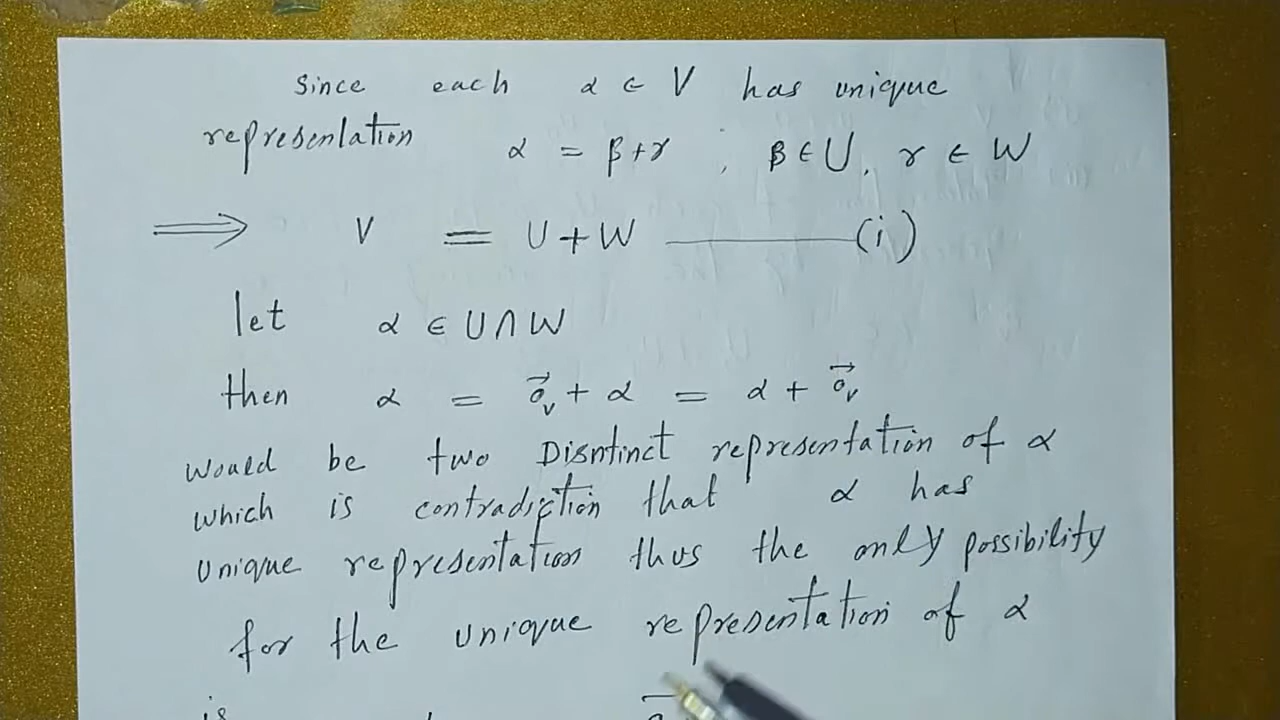 Since each α ∈ V has unique
representation α = β+γ , β∈U, γ ∈ W
⟹ V = U+W ———(i)
let α ∈ U∩W
then α = 0⃗ᵥ + α = α + 0⃗ᵥ
would be two Disntinct representation of α
which is contradiction that α has
unique representation thus the only possibility
for the unique representation of α
is